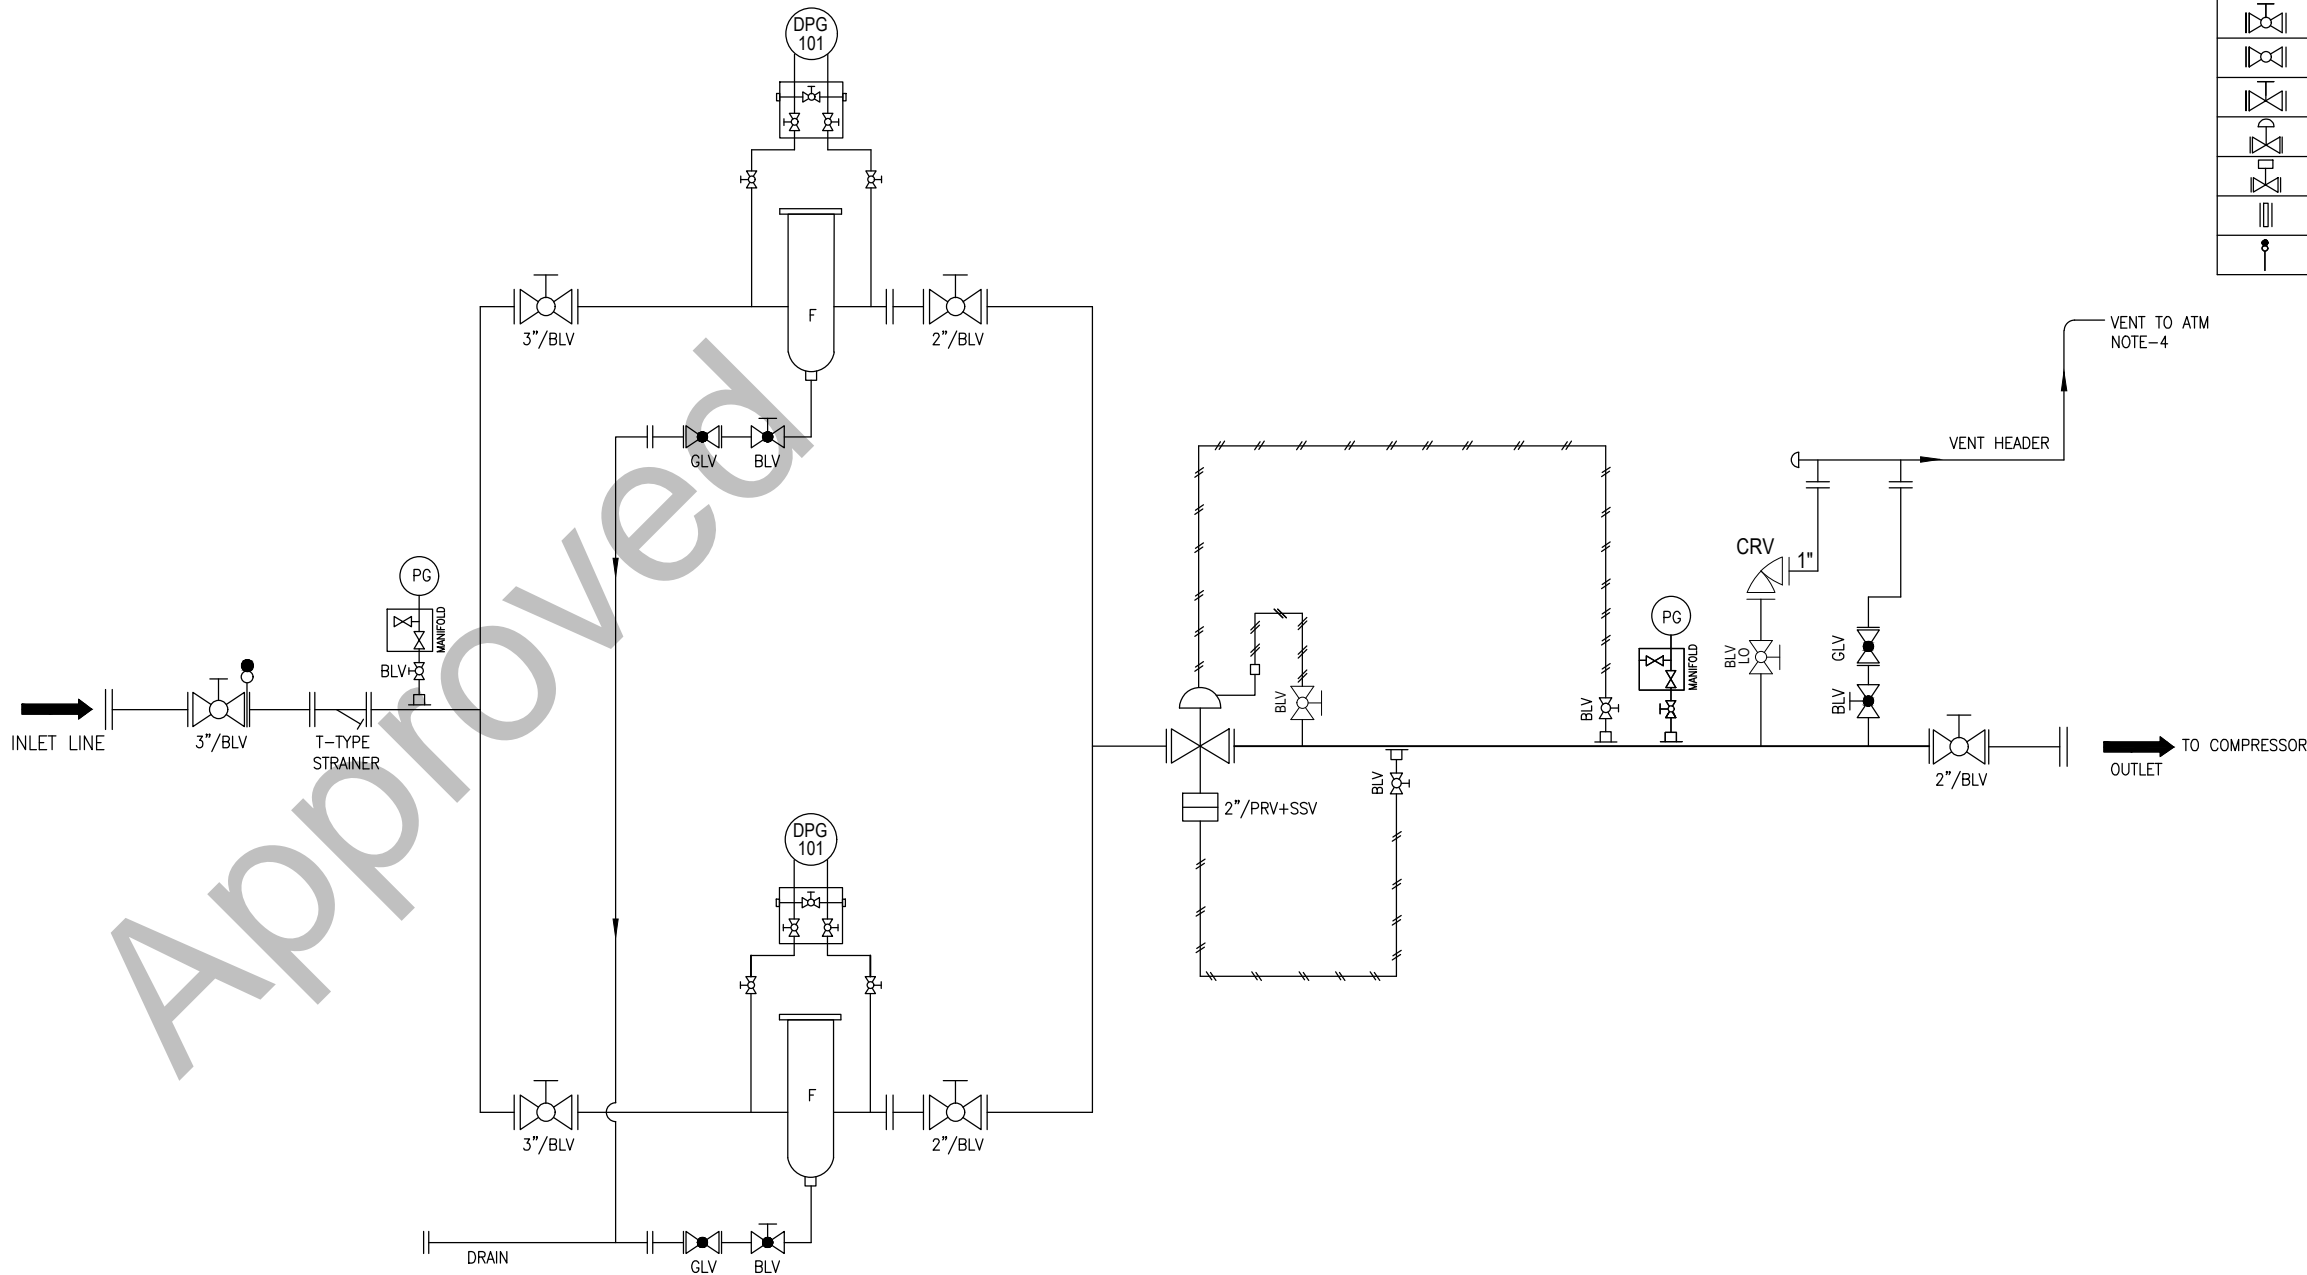 DPG
101
3"/BLV
F
2"/BLV
GLV
BLV
VENT TO ATM
NOTE-4
VENT HEADER
CRV
1"
PG
MANIFOLD
BLV
INLET LINE
3"/BLV
T-TYPE
STRAINER
BLV
2"/PRV+SSV
BLV
BLV
PG
MANIFOLD
BLV
LO
GLV
BLV
2"/BLV
TO COMPRESSOR
OUTLET
DPG
101
3"/BLV
F
2"/BLV
DRAIN
GLV
BLV
Approved